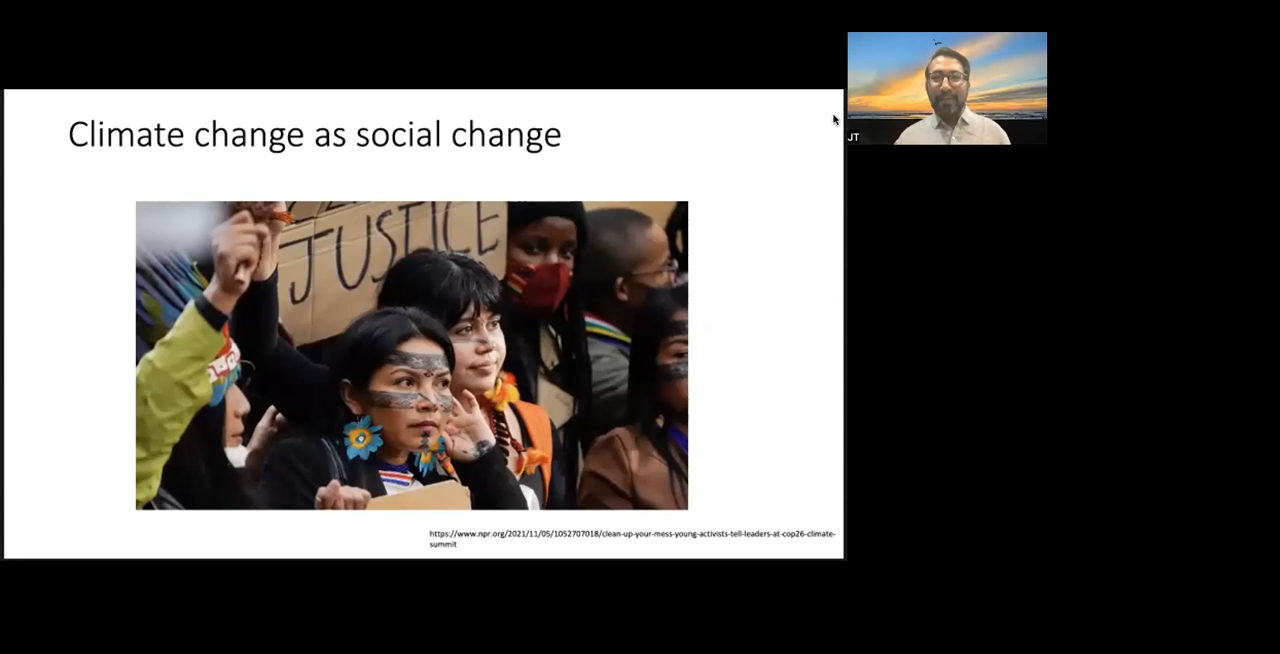 Climate change as social change
JUSTICE
https://www.npr.org/2021/11/05/1052707018/clean-up-your-mess-young-activists-tell-leaders-at-cop26-climate-
summit
JT